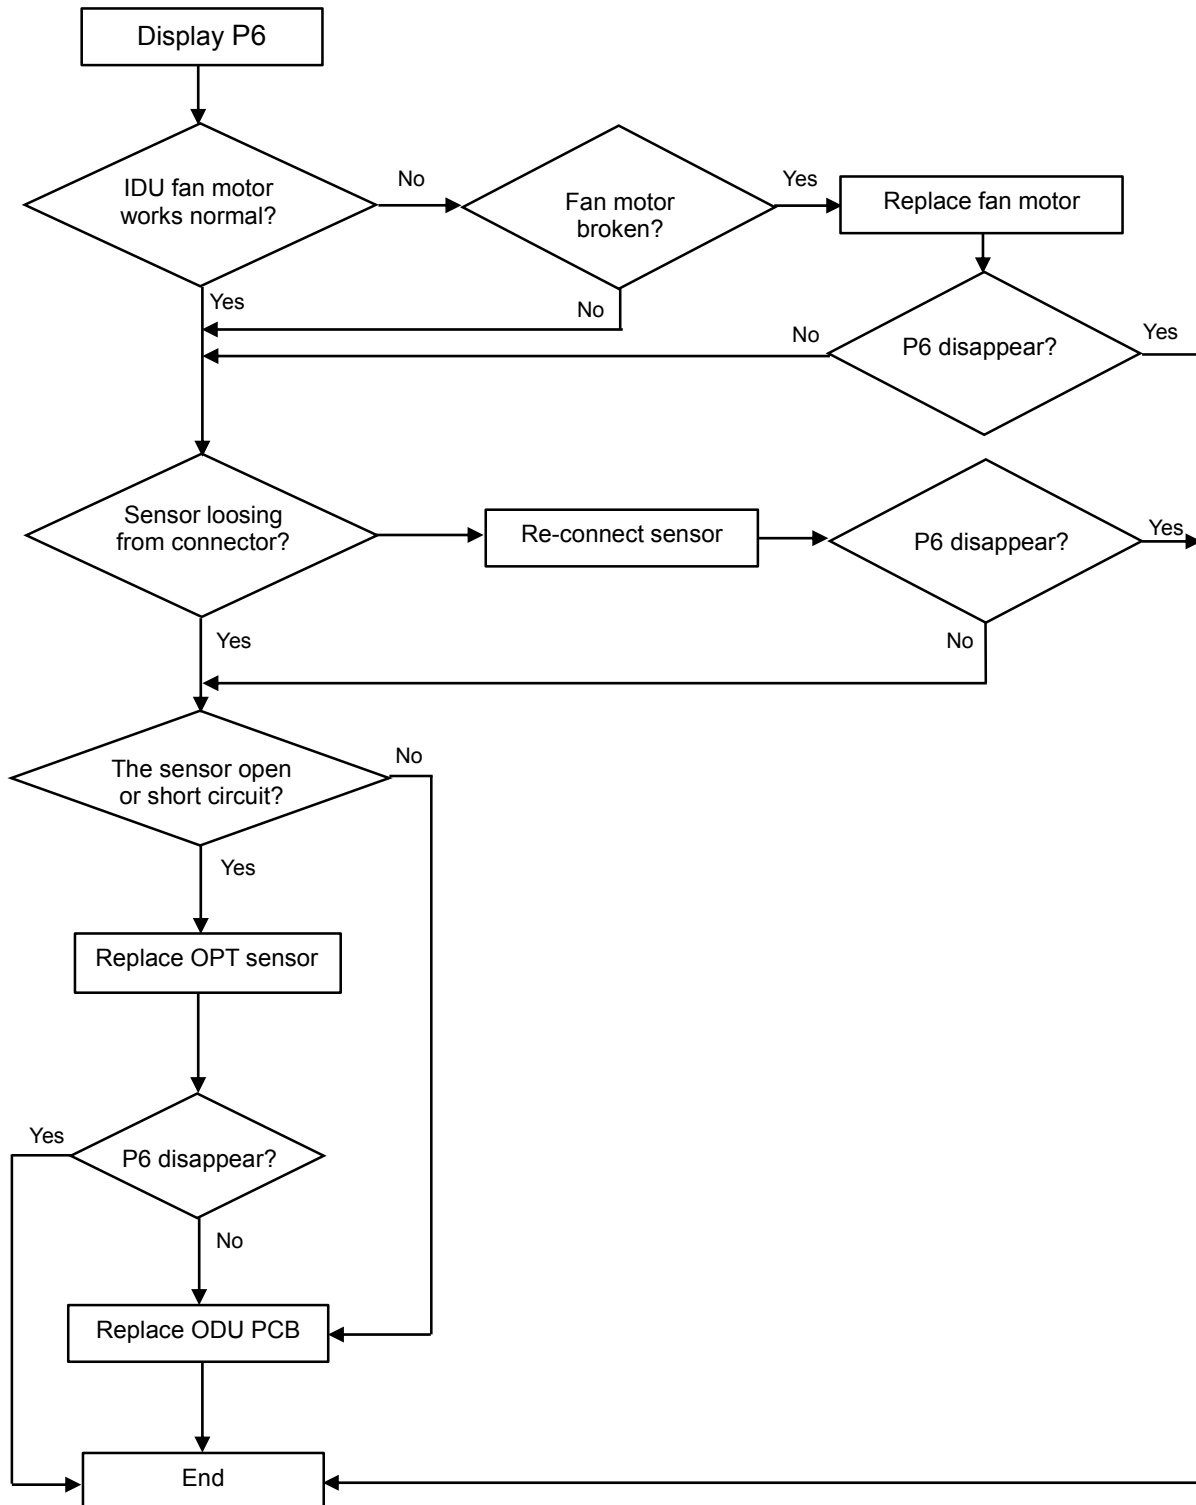 Display P6
IDU fan motor
works normal?
No
Fan motor
broken?
Yes
Replace fan motor
Yes
No
No
P6 disappear?
Yes
Sensor loosing
from connector?
Re-connect sensor
P6 disappear?
Yes
Yes
No
The sensor open
or short circuit?
No
Yes
Replace OPT sensor
Yes
P6 disappear?
No
Replace ODU PCB
End